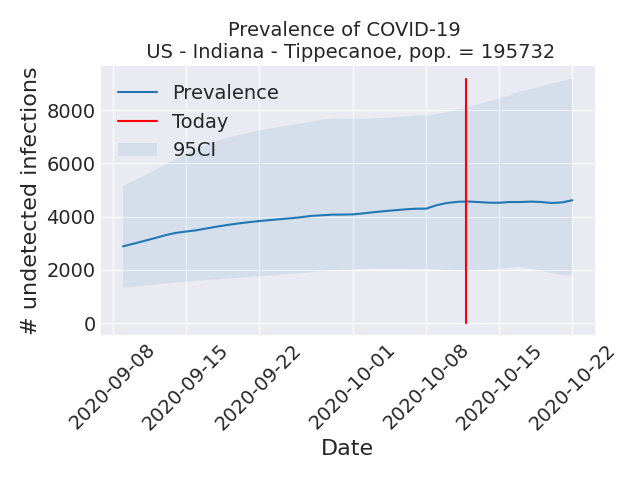 Prevalence of COVID-19
US - Indiana - Tippecanoe, pop. = 195732
Prevalence
Today
95CI
# undetected infections
8000
6000
4000
2000
0
2020-09-08
2020-09-15
2020-09-22
2020-10-01
2020-10-08
2020-10-15
2020-10-22
Date